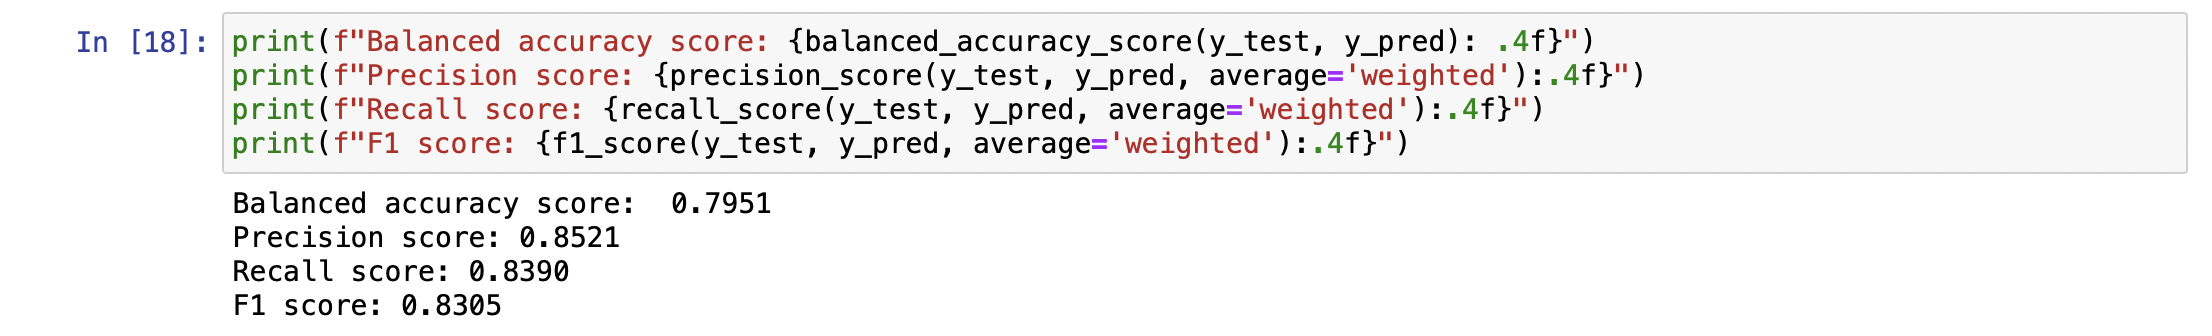 In [18]: print(f"Balanced accuracy score: {balanced_accuracy_score(y_test, y_pred): .4f}")
print(f"Precision score: {precision_score(y_test, y_pred, average='weighted'):.4f}")
print(f"Recall score: {recall_score(y_test, y_pred, average='weighted'):.4f}")
print(f"F1 score: {f1_score(y_test, y_pred, average='weighted'):.4f}")
Balanced accuracy score:  0.7951
Precision score: 0.8521
Recall score: 0.8390
F1 score: 0.8305